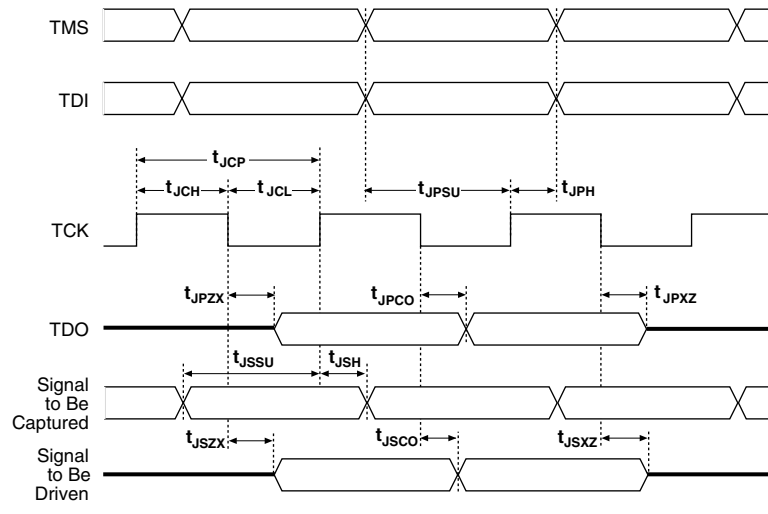 TMS
TDI
tJCP
tJCH
tJCL
tJPSU
tJPH
TCK
tJPZX
tJPCO
tJPXZ
TDO
tJSSU
tJSH
Signal
to Be
Captured
tJSZX
tJSCO
tJSXZ
Signal
to Be
Driven